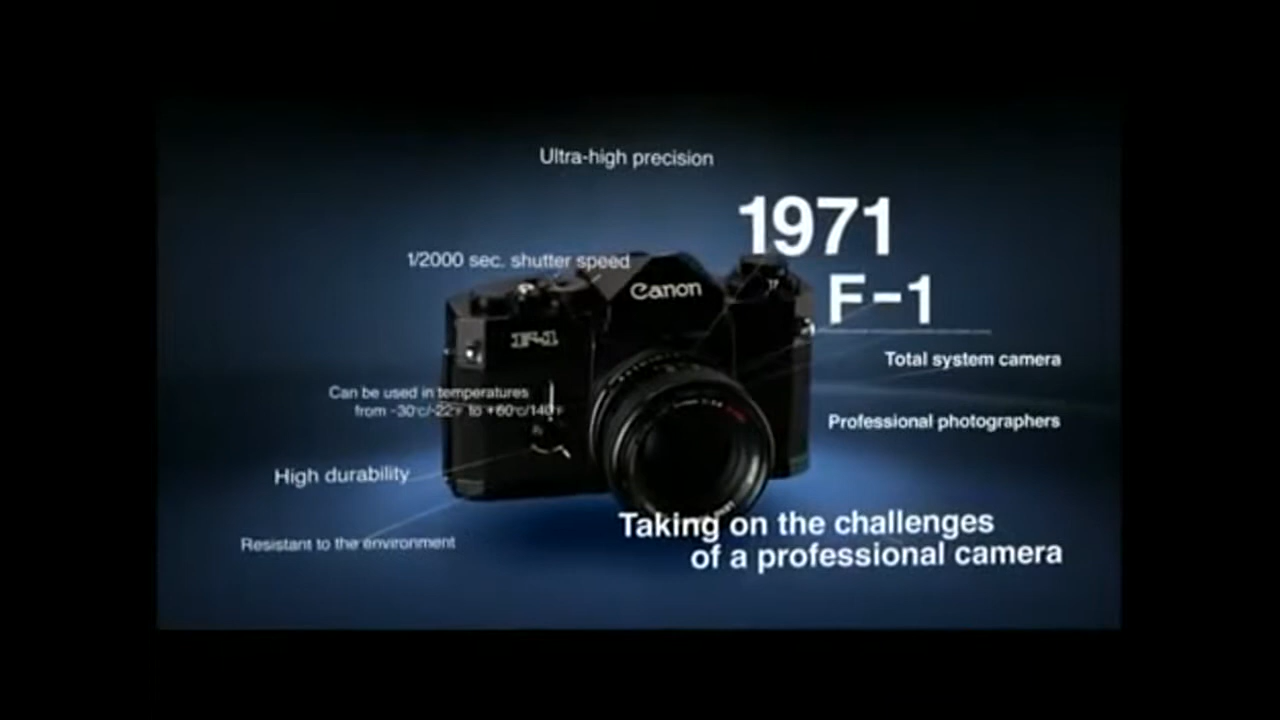 Ultra-high precision
1971
F-1
1/2000 sec. shutter speed
Canon
F-1
Total system camera
Can be used in temperatures
from -30°c/-22°F to +60°c/140°F
Professional photographers
High durability
Taking on the challenges
of a professional camera
Resistant to the environment